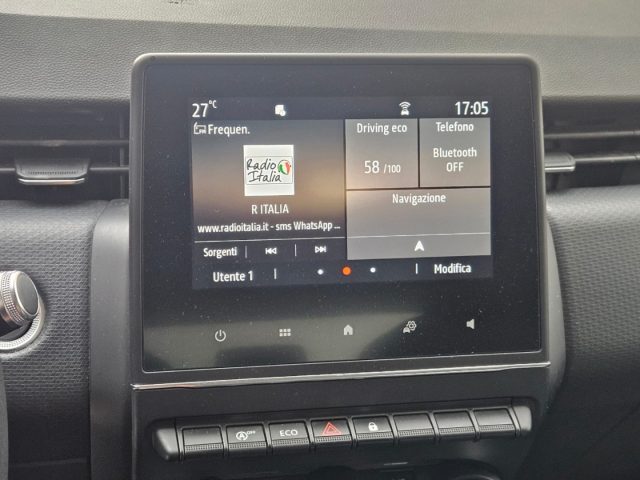 27°C
17:05
Frequen.
Driving eco
Telefono
Radio
Italia
58 /100
Bluetooth
OFF
R ITALIA
Navigazione
www.radioitalia.it - sms WhatsApp ...
Sorgenti
Utente 1
Modifica
OFF
ECO